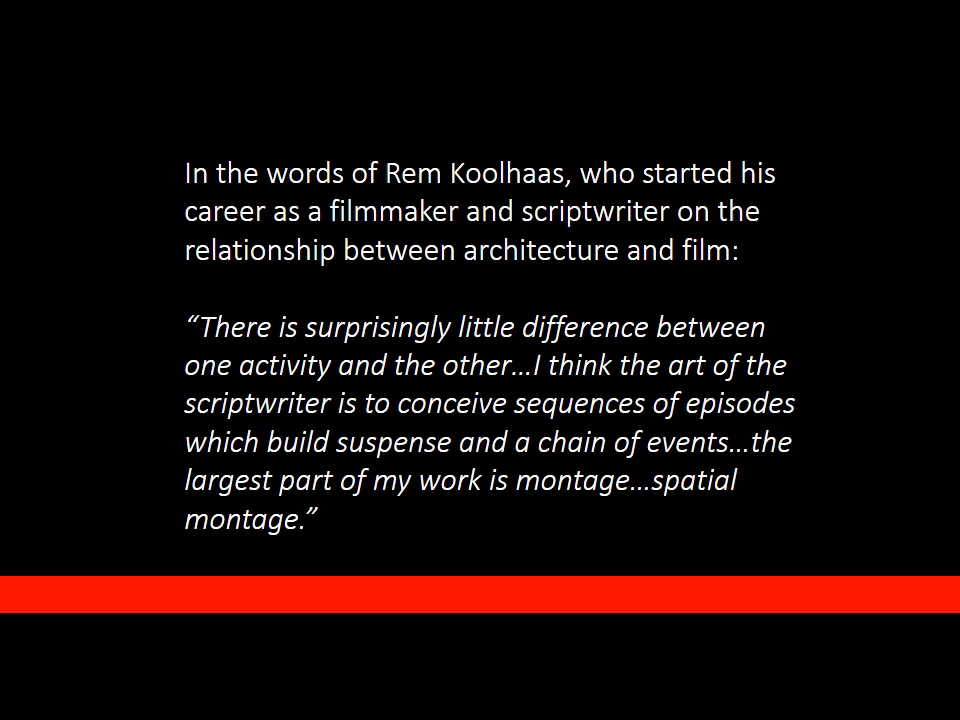 In the words of Rem Koolhaas, who started his
career as a filmmaker and scriptwriter on the
relationship between architecture and film:
“There is surprisingly little difference between
one activity and the other…I think the art of the
scriptwriter is to conceive sequences of episodes
which build suspense and a chain of events…the
largest part of my work is montage…spatial
montage.”